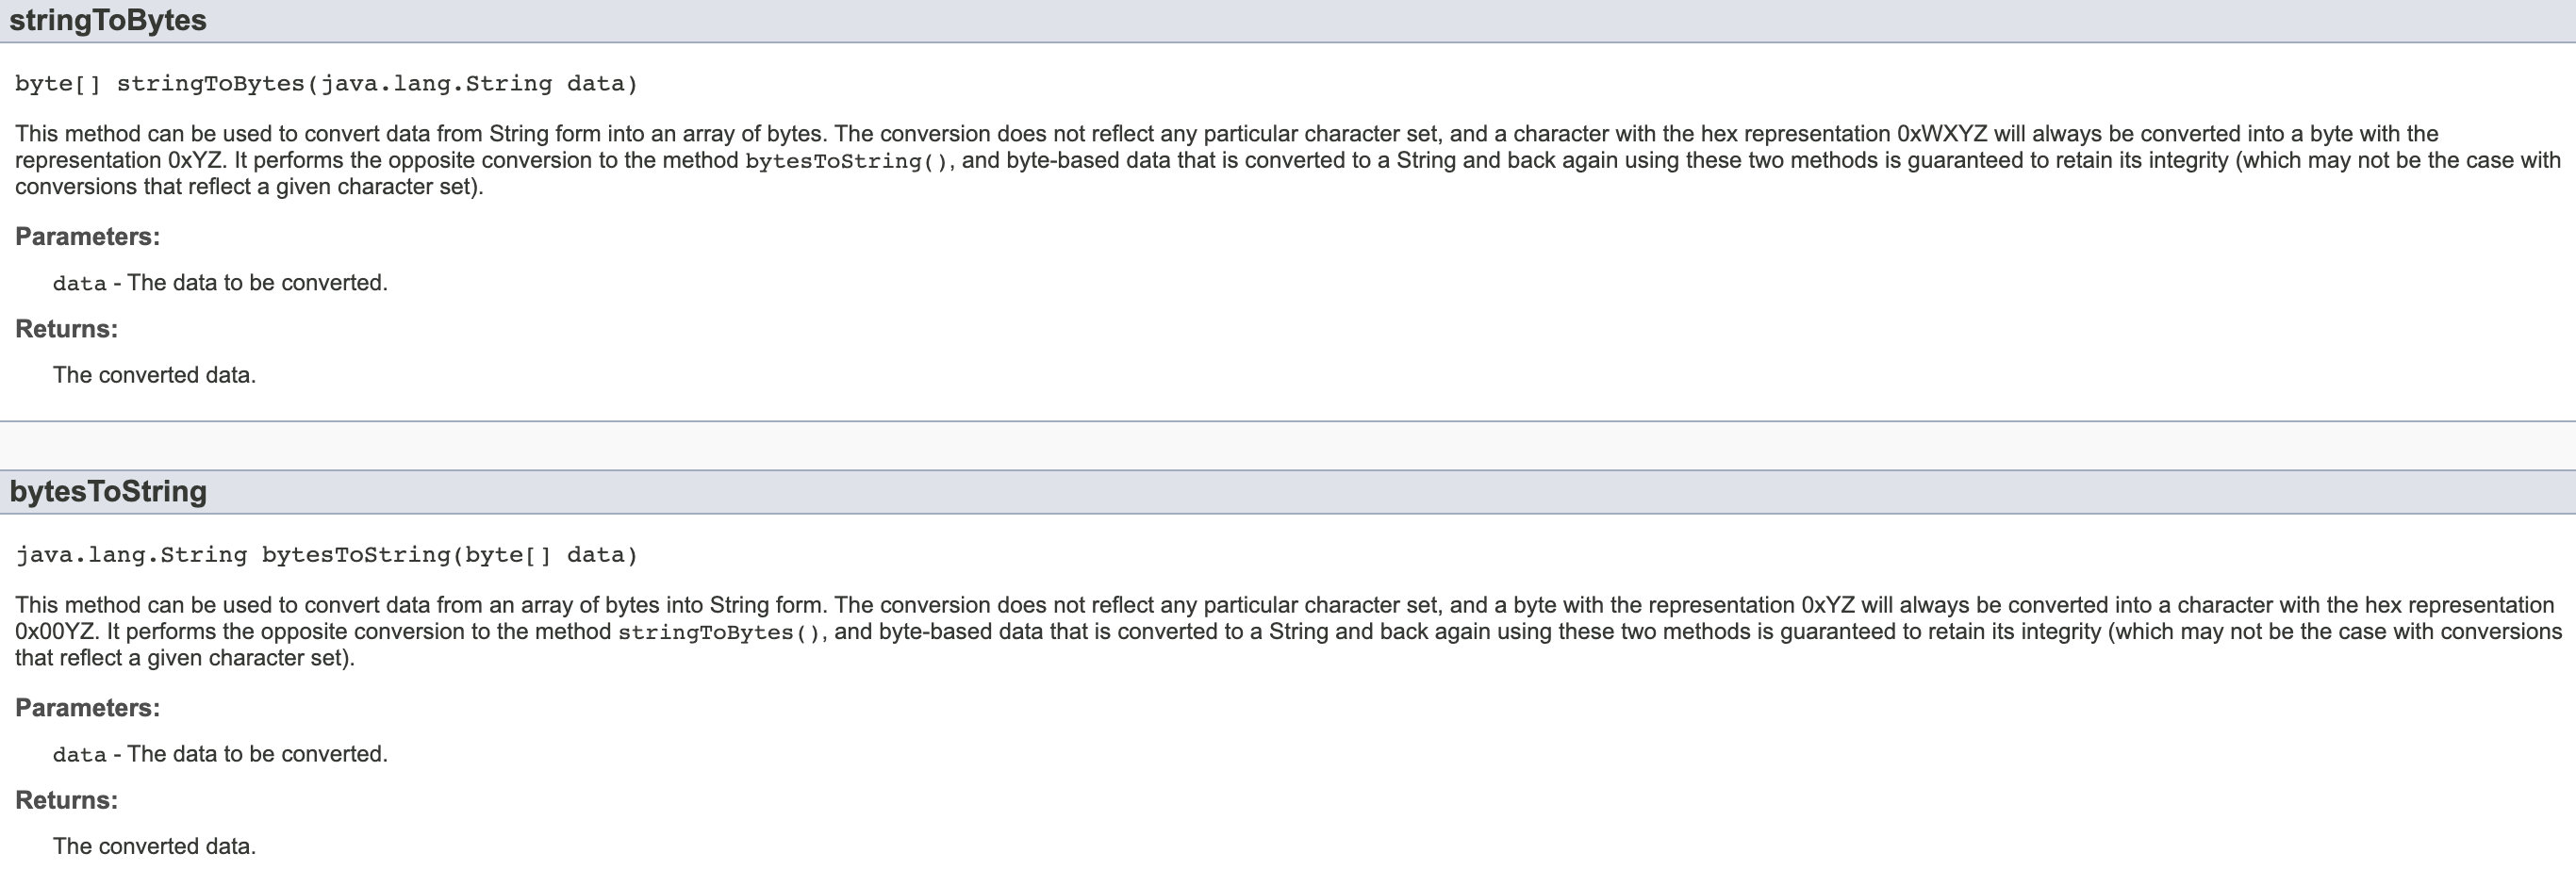 stringToBytes
byte[] stringToBytes(java.lang.String data)
This method can be used to convert data from String form into an array of bytes. The conversion does not reflect any particular character set, and a character with the hex representation 0xWXYZ will always be converted into a byte with the
representation 0xYZ. It performs the opposite conversion to the method bytesToString(), and byte-based data that is converted to a String and back again using these two methods is guaranteed to retain its integrity (which may not be the case with
conversions that reflect a given character set).
Parameters:
data - The data to be converted.
Returns:
The converted data.
bytesToString
java.lang.String bytesToString(byte[] data)
This method can be used to convert data from an array of bytes into String form. The conversion does not reflect any particular character set, and a byte with the representation 0xYZ will always be converted into a character with the hex representation
0x00YZ. It performs the opposite conversion to the method stringToBytes(), and byte-based data that is converted to a String and back again using these two methods is guaranteed to retain its integrity (which may not be the case with conversions
that reflect a given character set).
Parameters:
data - The data to be converted.
Returns:
The converted data.